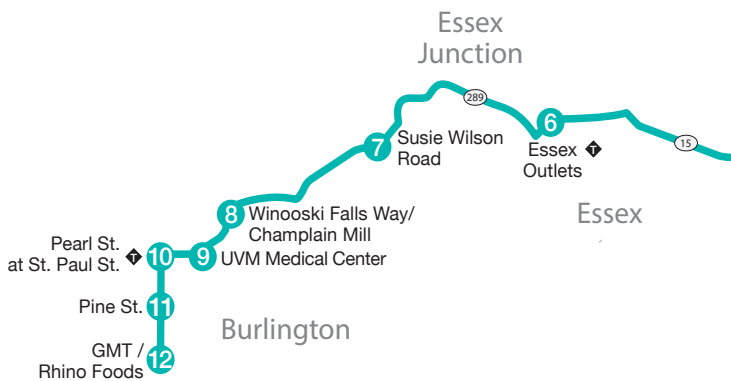 Essex
Junction
289
6
15
Essex T
Outlets
7
Susie Wilson
Road
Essex
8
Winooski Falls Way/
Champlain Mill
Pearl St.
at St. Paul St. T
10
9
UVM Medical Center
Pine St.
11
Burlington
GMT /
Rhino Foods
12